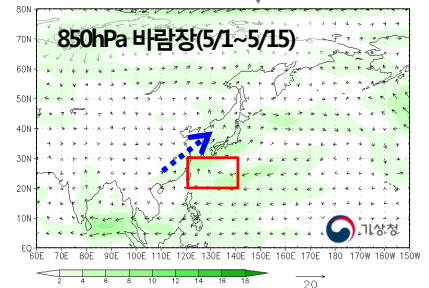 80N
850hPa 바람장(5/1~5/15)
70N
60N
50N
40N
30N
20N
10N
기상청
EQ
60E 70E 80E 90E 100E 110E 120E 130E 140E 150E 160E 170E 180 170W 160W 150W
2 4 6 8 10 12 14 16 18
20